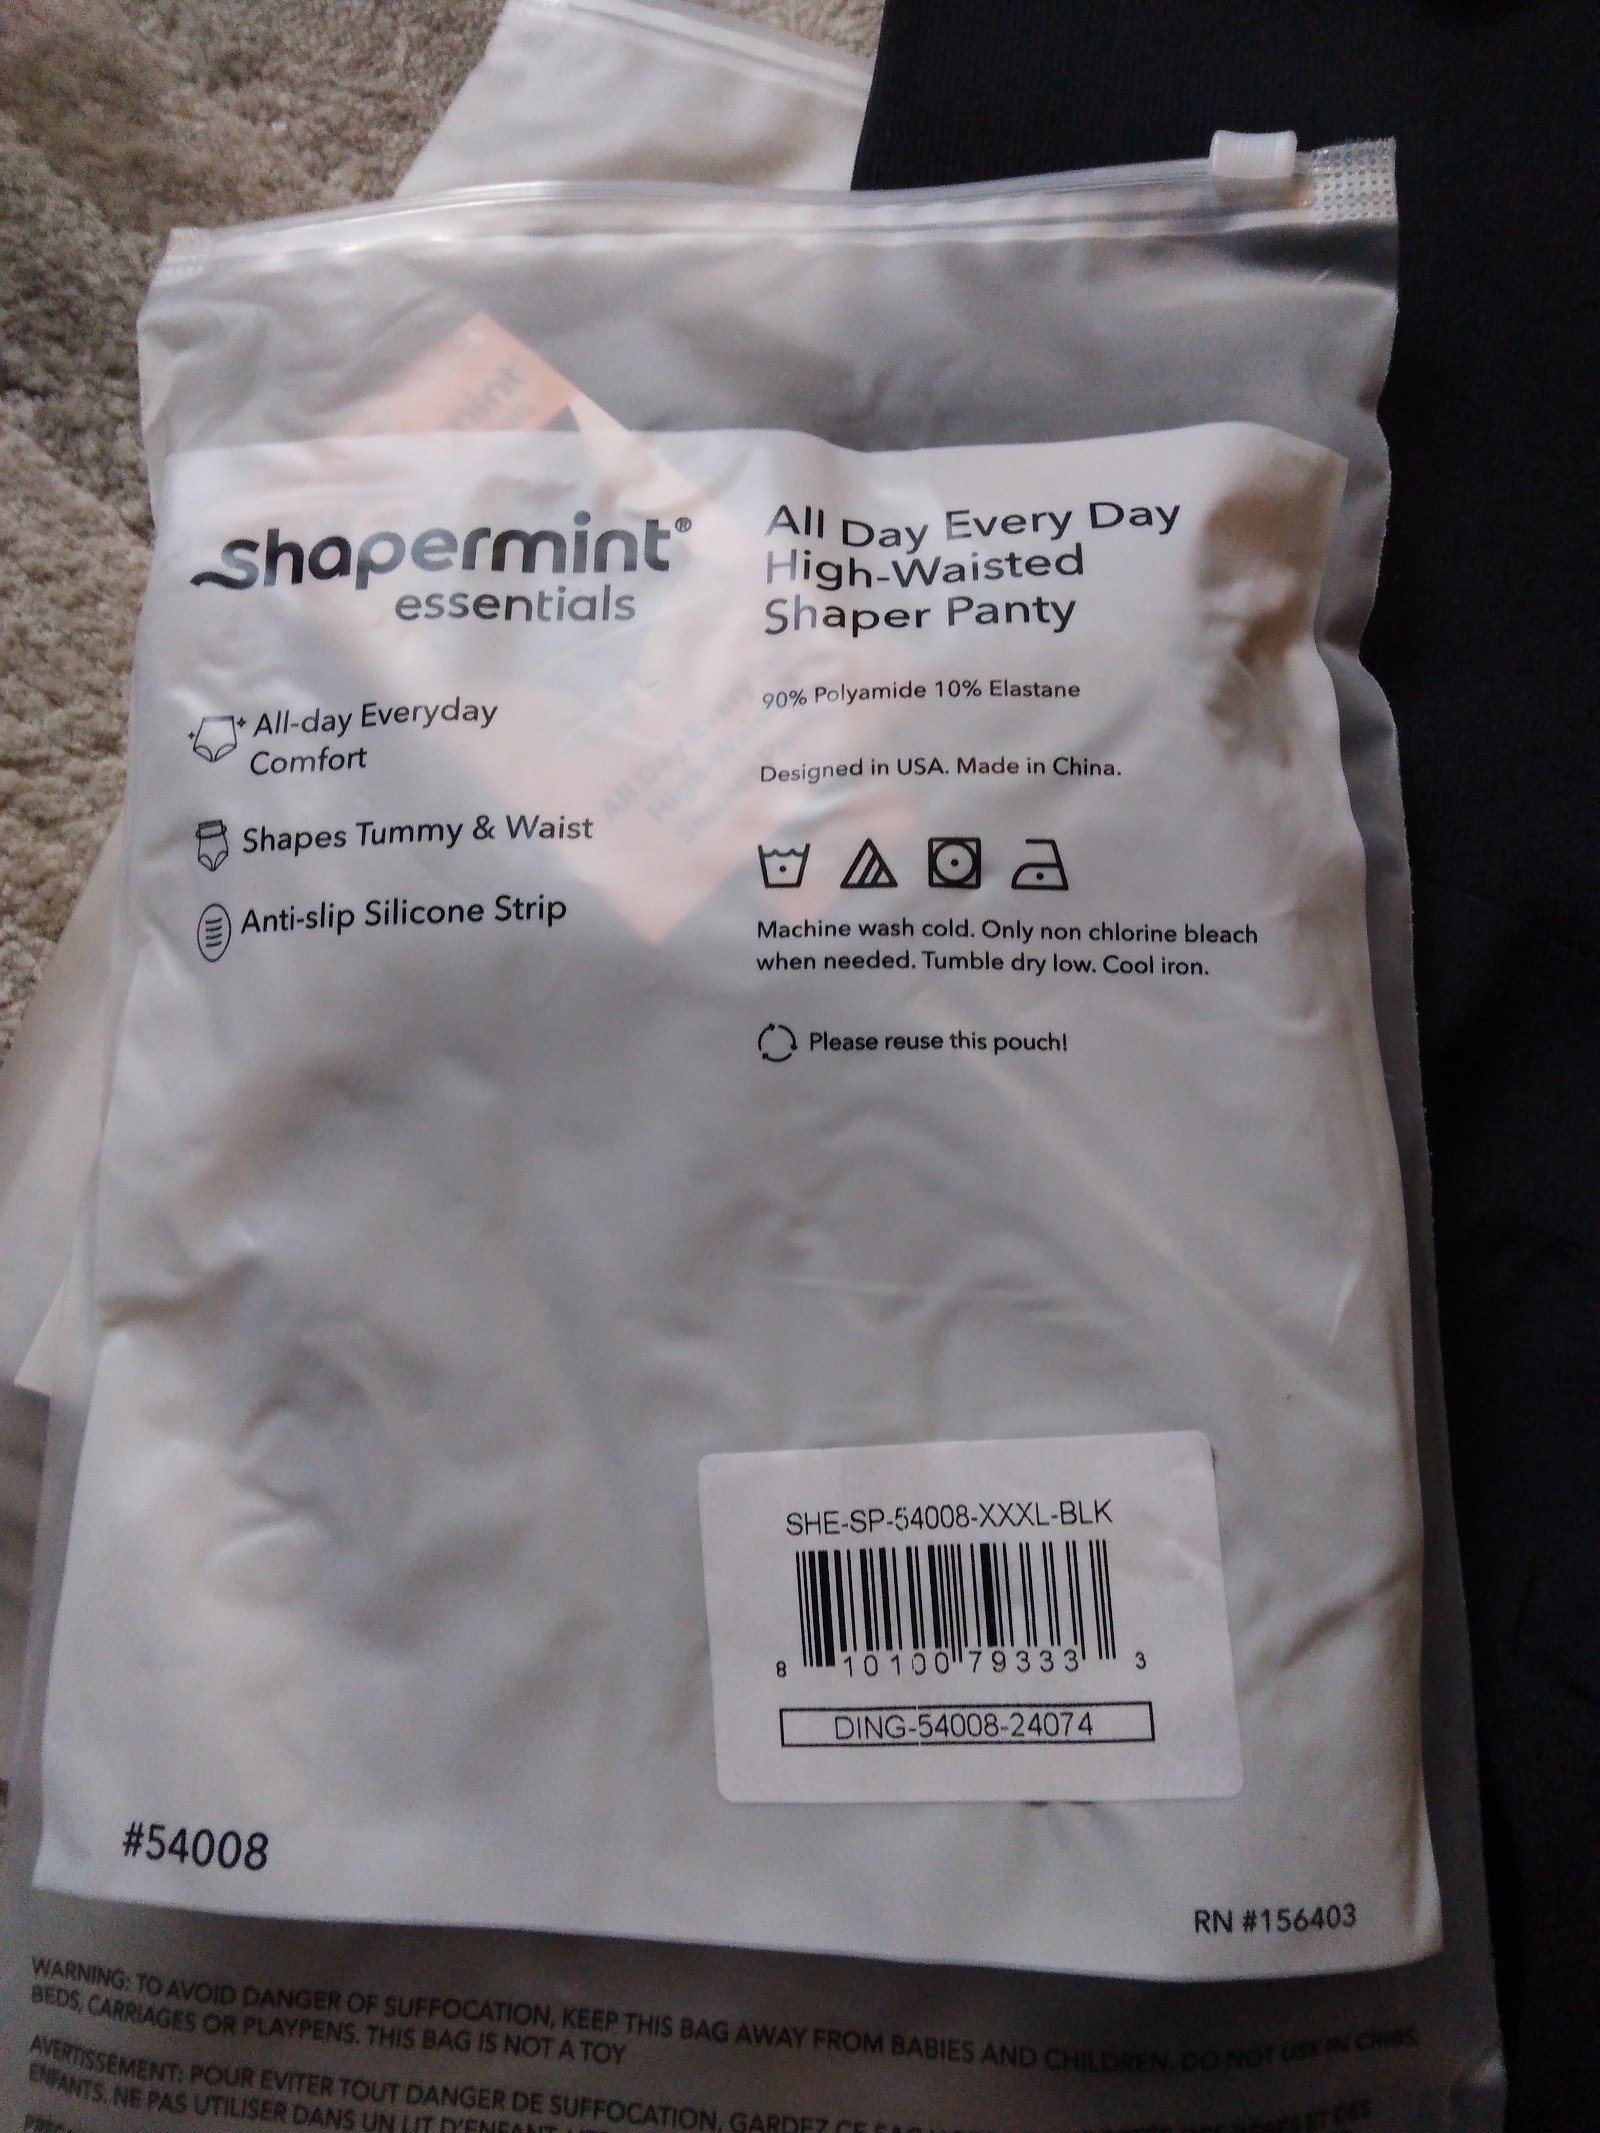 shapermint®
essentials
All-day Everyday
Comfort
Shapes Tummy & Waist
Anti-slip Silicone Strip
All Day Every Day
High-Waisted
Shaper Panty
90% Polyamide 10% Elastane
Designed in USA. Made in China.
Machine wash cold. Only non chlorine bleach
when needed. Tumble dry low. Cool iron.
Please reuse this pouch!
SHE-SP-54008-XXXL-BLK
8 10100 79333 3
DING-54008-24074
#54008
RN #156403
WARNING: TO AVOID DANGER OF SUFFOCATION, KEEP THIS BAG AWAY FROM BABIES AND CHILDREN. DO NOT USE IN CRIBS,
BEDS, CARRIAGES OR PLAYPENS. THIS BAG IS NOT A TOY
AVERTISSEMENT: POUR EVITER TOUT DANGER DE SUFFOCATION, GARDEZ CE
ENFANTS. NE PAS UTILISER DANS UN LIT